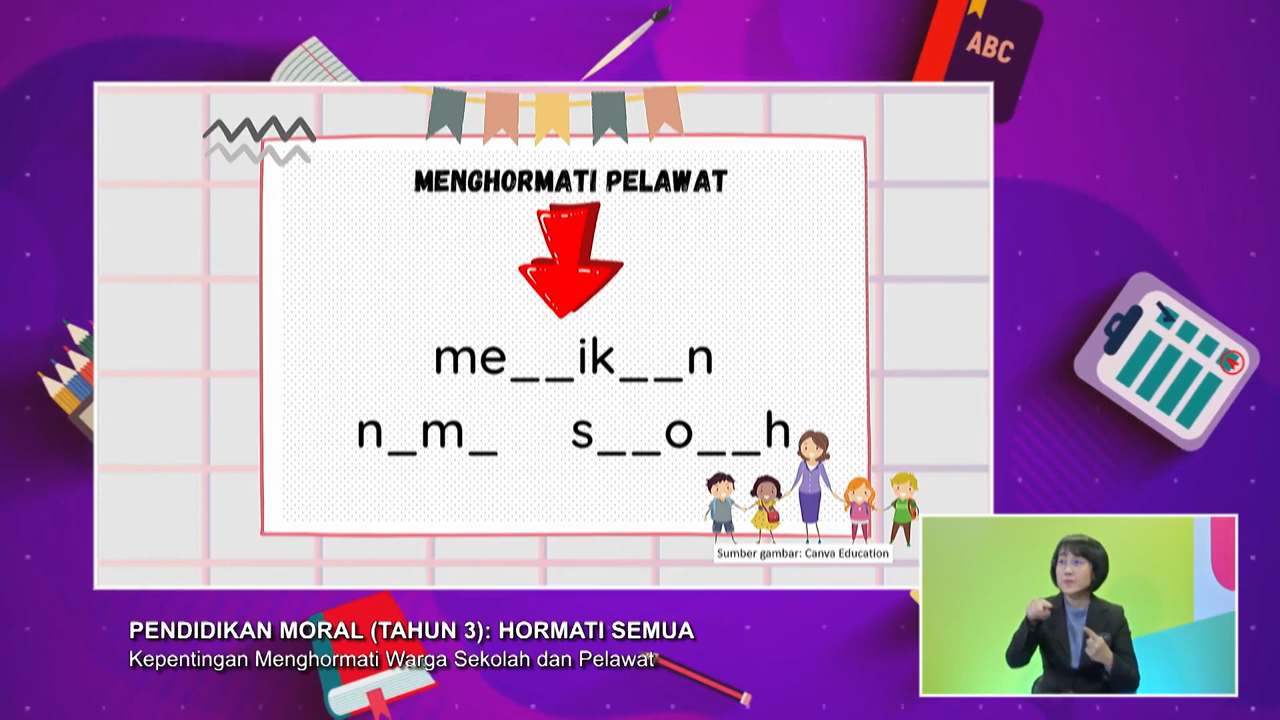 ABC
MENGHORMATI PELAWAT
me__ik__n
n_m_ s__o__h
Sumber gambar: Canva Education
PENDIDIKAN MORAL (TAHUN 3): HORMATI SEMUA
Kepentingan Menghormati Warga Sekolah dan Pelawat